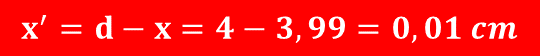 x′ = d − x = 4 − 3,99 = 0,01 cm